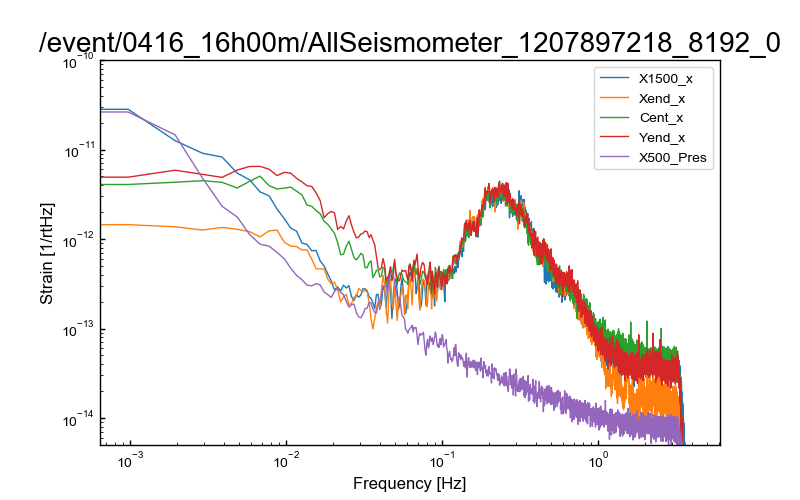 /event/0416_16h00m/AllSeismometer_1207897218_8192_0
10⁻¹⁰
10⁻¹¹
10⁻¹²
10⁻¹³
10⁻¹⁴
Strain [1/rtHz]
X1500_x
Xend_x
Cent_x
Yend_x
X500_Pres
10⁻³ 10⁻² 10⁻¹ 10⁰
Frequency [Hz]